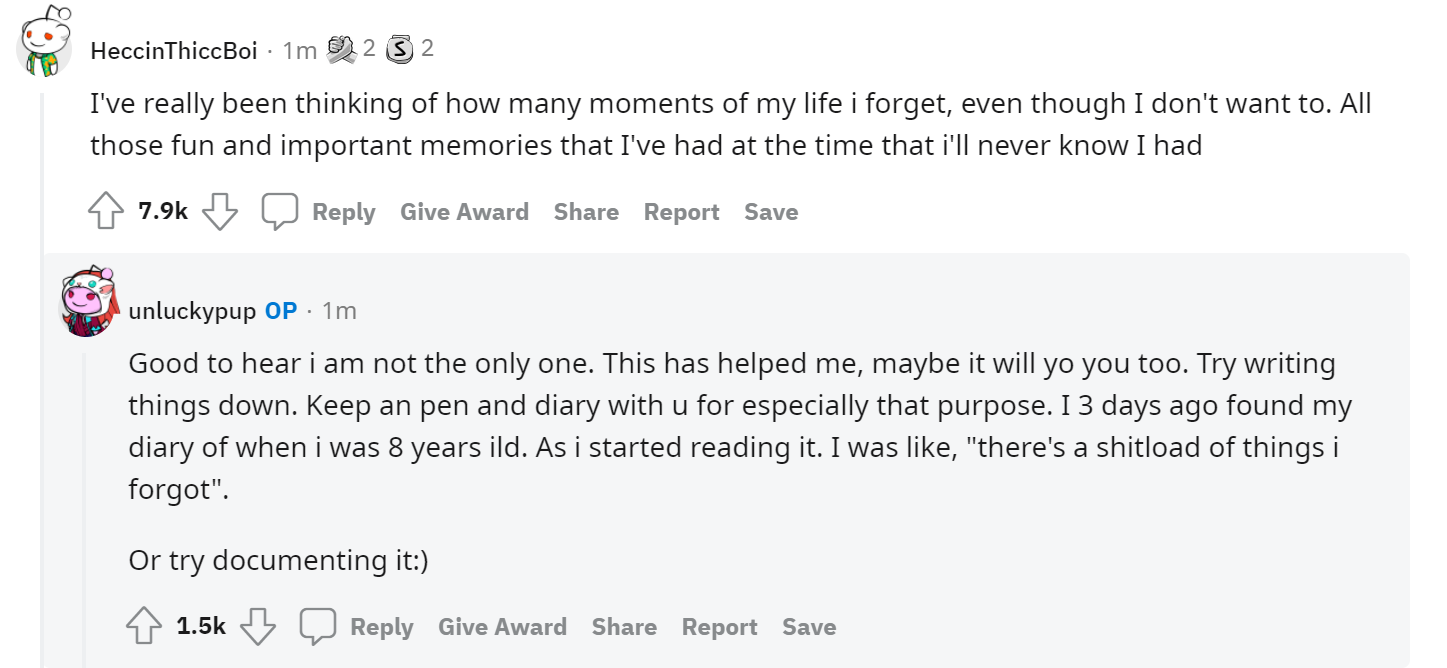 HeccinThiccBoi · 1m 2 S 2
I've really been thinking of how many moments of my life i forget, even though I don't want to. All
those fun and important memories that I've had at the time that i'll never know I had
7.9k Reply Give Award Share Report Save
unluckypup OP · 1m
Good to hear i am not the only one. This has helped me, maybe it will yo you too. Try writing
things down. Keep an pen and diary with u for especially that purpose. I 3 days ago found my
diary of when i was 8 years ild. As i started reading it. I was like, "there's a shitload of things i
forgot".
Or try documenting it:)
1.5k Reply Give Award Share Report Save